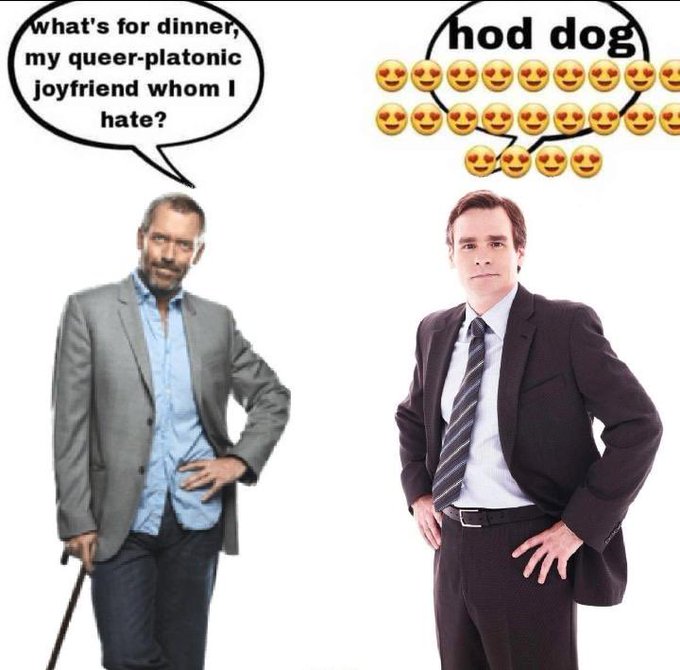 what's for dinner,
my queer-platonic
joyfriend whom I
hate?
hod dog
😍😍😍😍😍😍😍😍😍
😍😍😍😍😍😍😍😍😍
😍😍😍😍